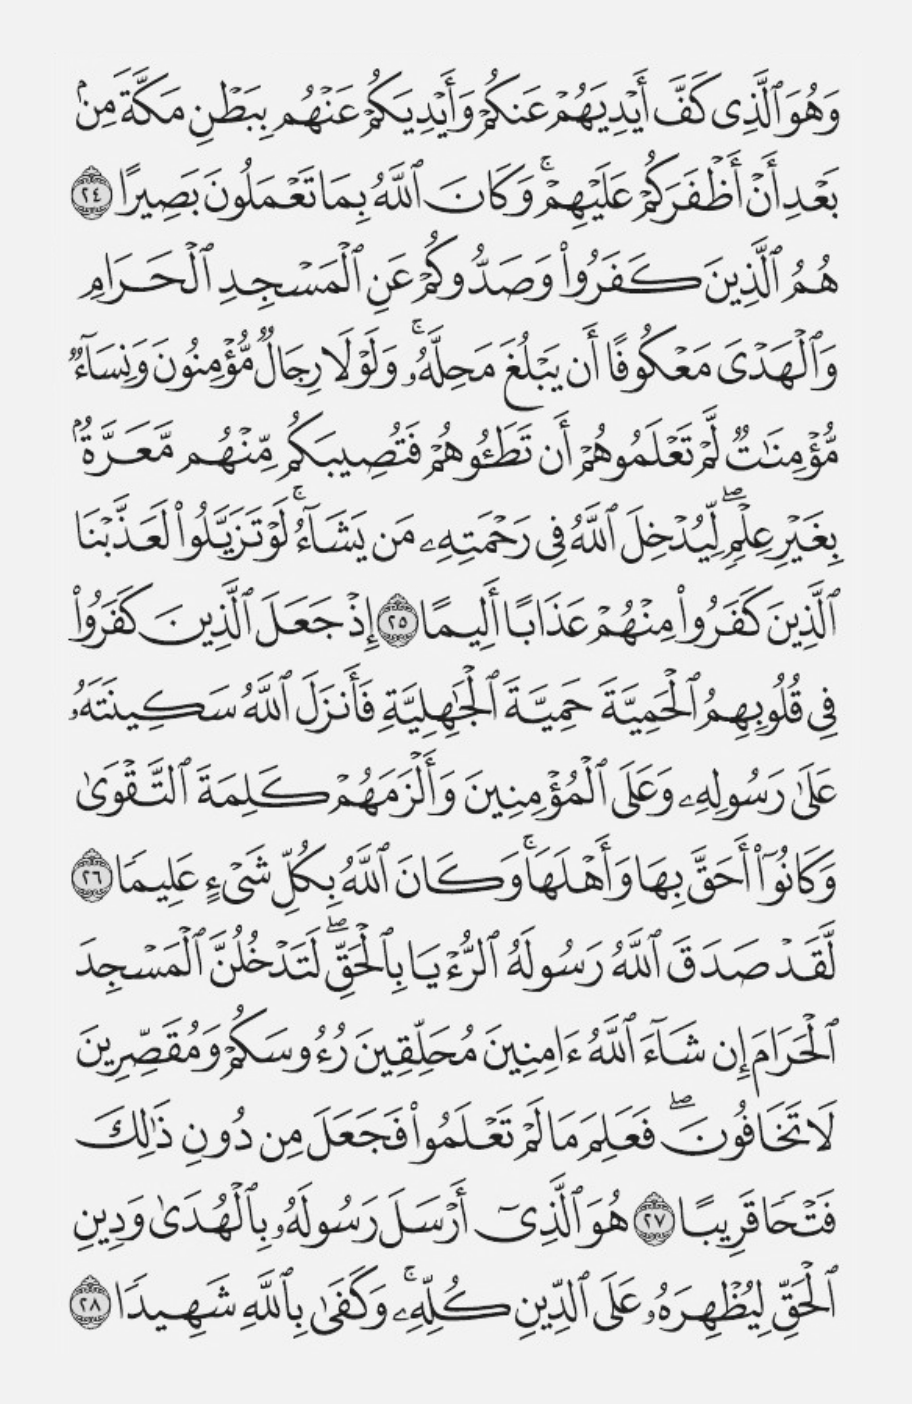 وَهُوَ ٱلَّذِى كَفَّ أَيْدِيَهُمْ عَنكُمْ وَأَيْدِيَكُمْ عَنْهُم بِبَطْنِ مَكَّةَ مِنۢ
بَعْدِ أَنْ أَظْفَرَكُمْ عَلَيْهِمْ ۚ وَكَانَ ٱللَّهُ بِمَا تَعْمَلُونَ بَصِيرًا ٢٤
هُمُ ٱلَّذِينَ كَفَرُوا۟ وَصَدُّوكُمْ عَنِ ٱلْمَسْجِدِ ٱلْحَرَامِ
وَٱلْهَدْىَ مَعْكُوفًا أَن يَبْلُغَ مَحِلَّهُۥ ۚ وَلَوْلَا رِجَالٌ مُّؤْمِنُونَ وَنِسَآءٌ
مُّؤْمِنَٰتٌ لَّمْ تَعْلَمُوهُمْ أَن تَطَـُٔوهُمْ فَتُصِيبَكُم مِّنْهُم مَّعَرَّةٌۢ
بِغَيْرِ عِلْمٍ ۖ لِّيُدْخِلَ ٱللَّهُ فِى رَحْمَتِهِۦ مَن يَشَآءُ ۚ لَوْ تَزَيَّلُوا۟ لَعَذَّبْنَا
ٱلَّذِينَ كَفَرُوا۟ مِنْهُمْ عَذَابًا أَلِيمًا ٢٥ إِذْ جَعَلَ ٱلَّذِينَ كَفَرُوا۟
فِى قُلُوبِهِمُ ٱلْحَمِيَّةَ حَمِيَّةَ ٱلْجَٰهِلِيَّةِ فَأَنزَلَ ٱللَّهُ سَكِينَتَهُۥ
عَلَىٰ رَسُولِهِۦ وَعَلَى ٱلْمُؤْمِنِينَ وَأَلْزَمَهُمْ كَلِمَةَ ٱلتَّقْوَىٰ
وَكَانُوٓا۟ أَحَقَّ بِهَا وَأَهْلَهَا ۚ وَكَانَ ٱللَّهُ بِكُلِّ شَىْءٍ عَلِيمًا ٢٦
لَّقَدْ صَدَقَ ٱللَّهُ رَسُولَهُ ٱلرُّءْيَا بِٱلْحَقِّ ۖ لَتَدْخُلُنَّ ٱلْمَسْجِدَ
ٱلْحَرَامَ إِن شَآءَ ٱللَّهُ ءَامِنِينَ مُحَلِّقِينَ رُءُوسَكُمْ وَمُقَصِّرِينَ
لَا تَخَافُونَ ۖ فَعَلِمَ مَا لَمْ تَعْلَمُوا۟ فَجَعَلَ مِن دُونِ ذَٰلِكَ
فَتْحًا قَرِيبًا ٢٧ هُوَ ٱلَّذِىٓ أَرْسَلَ رَسُولَهُۥ بِٱلْهُدَىٰ وَدِينِ
ٱلْحَقِّ لِيُظْهِرَهُۥ عَلَى ٱلدِّينِ كُلِّهِۦ ۚ وَكَفَىٰ بِٱللَّهِ شَهِيدًا ٢٨